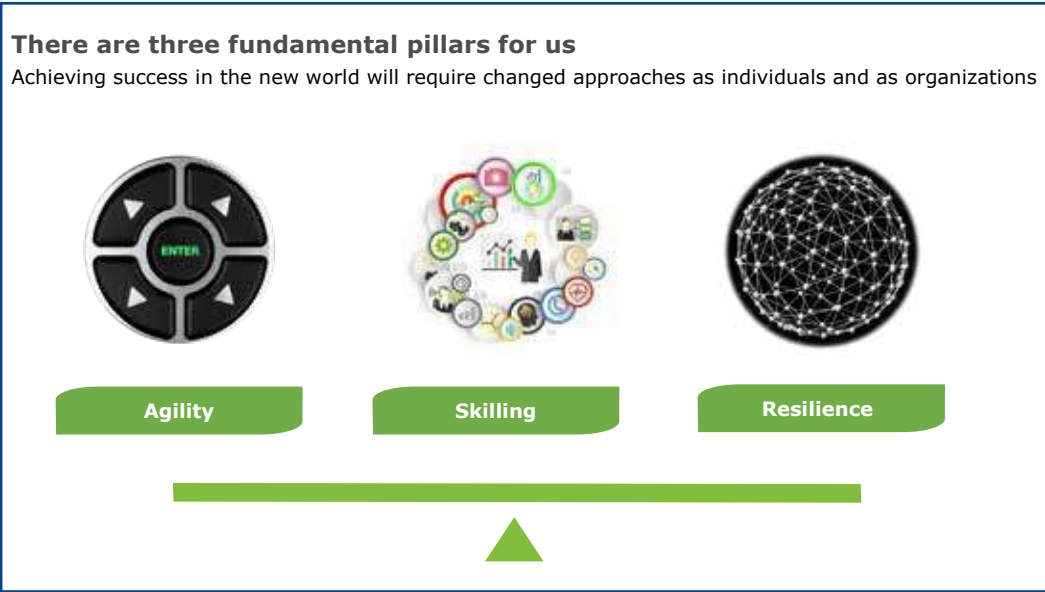 There are three fundamental pillars for us
Achieving success in the new world will require changed approaches as individuals and as organizations
ENTER
Agility
Skilling
Resilience